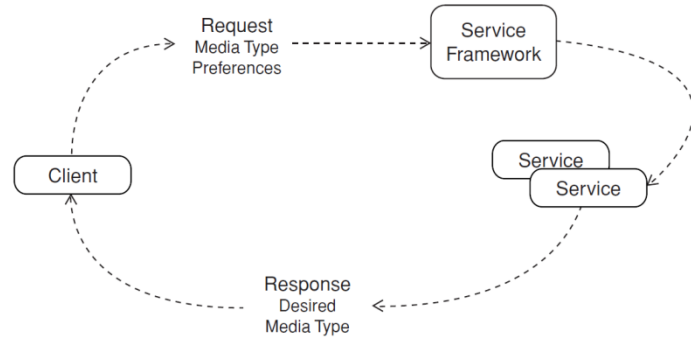 Request
Media Type
Preferences
Service
Framework
Client
Service
Service
Response
Desired
Media Type